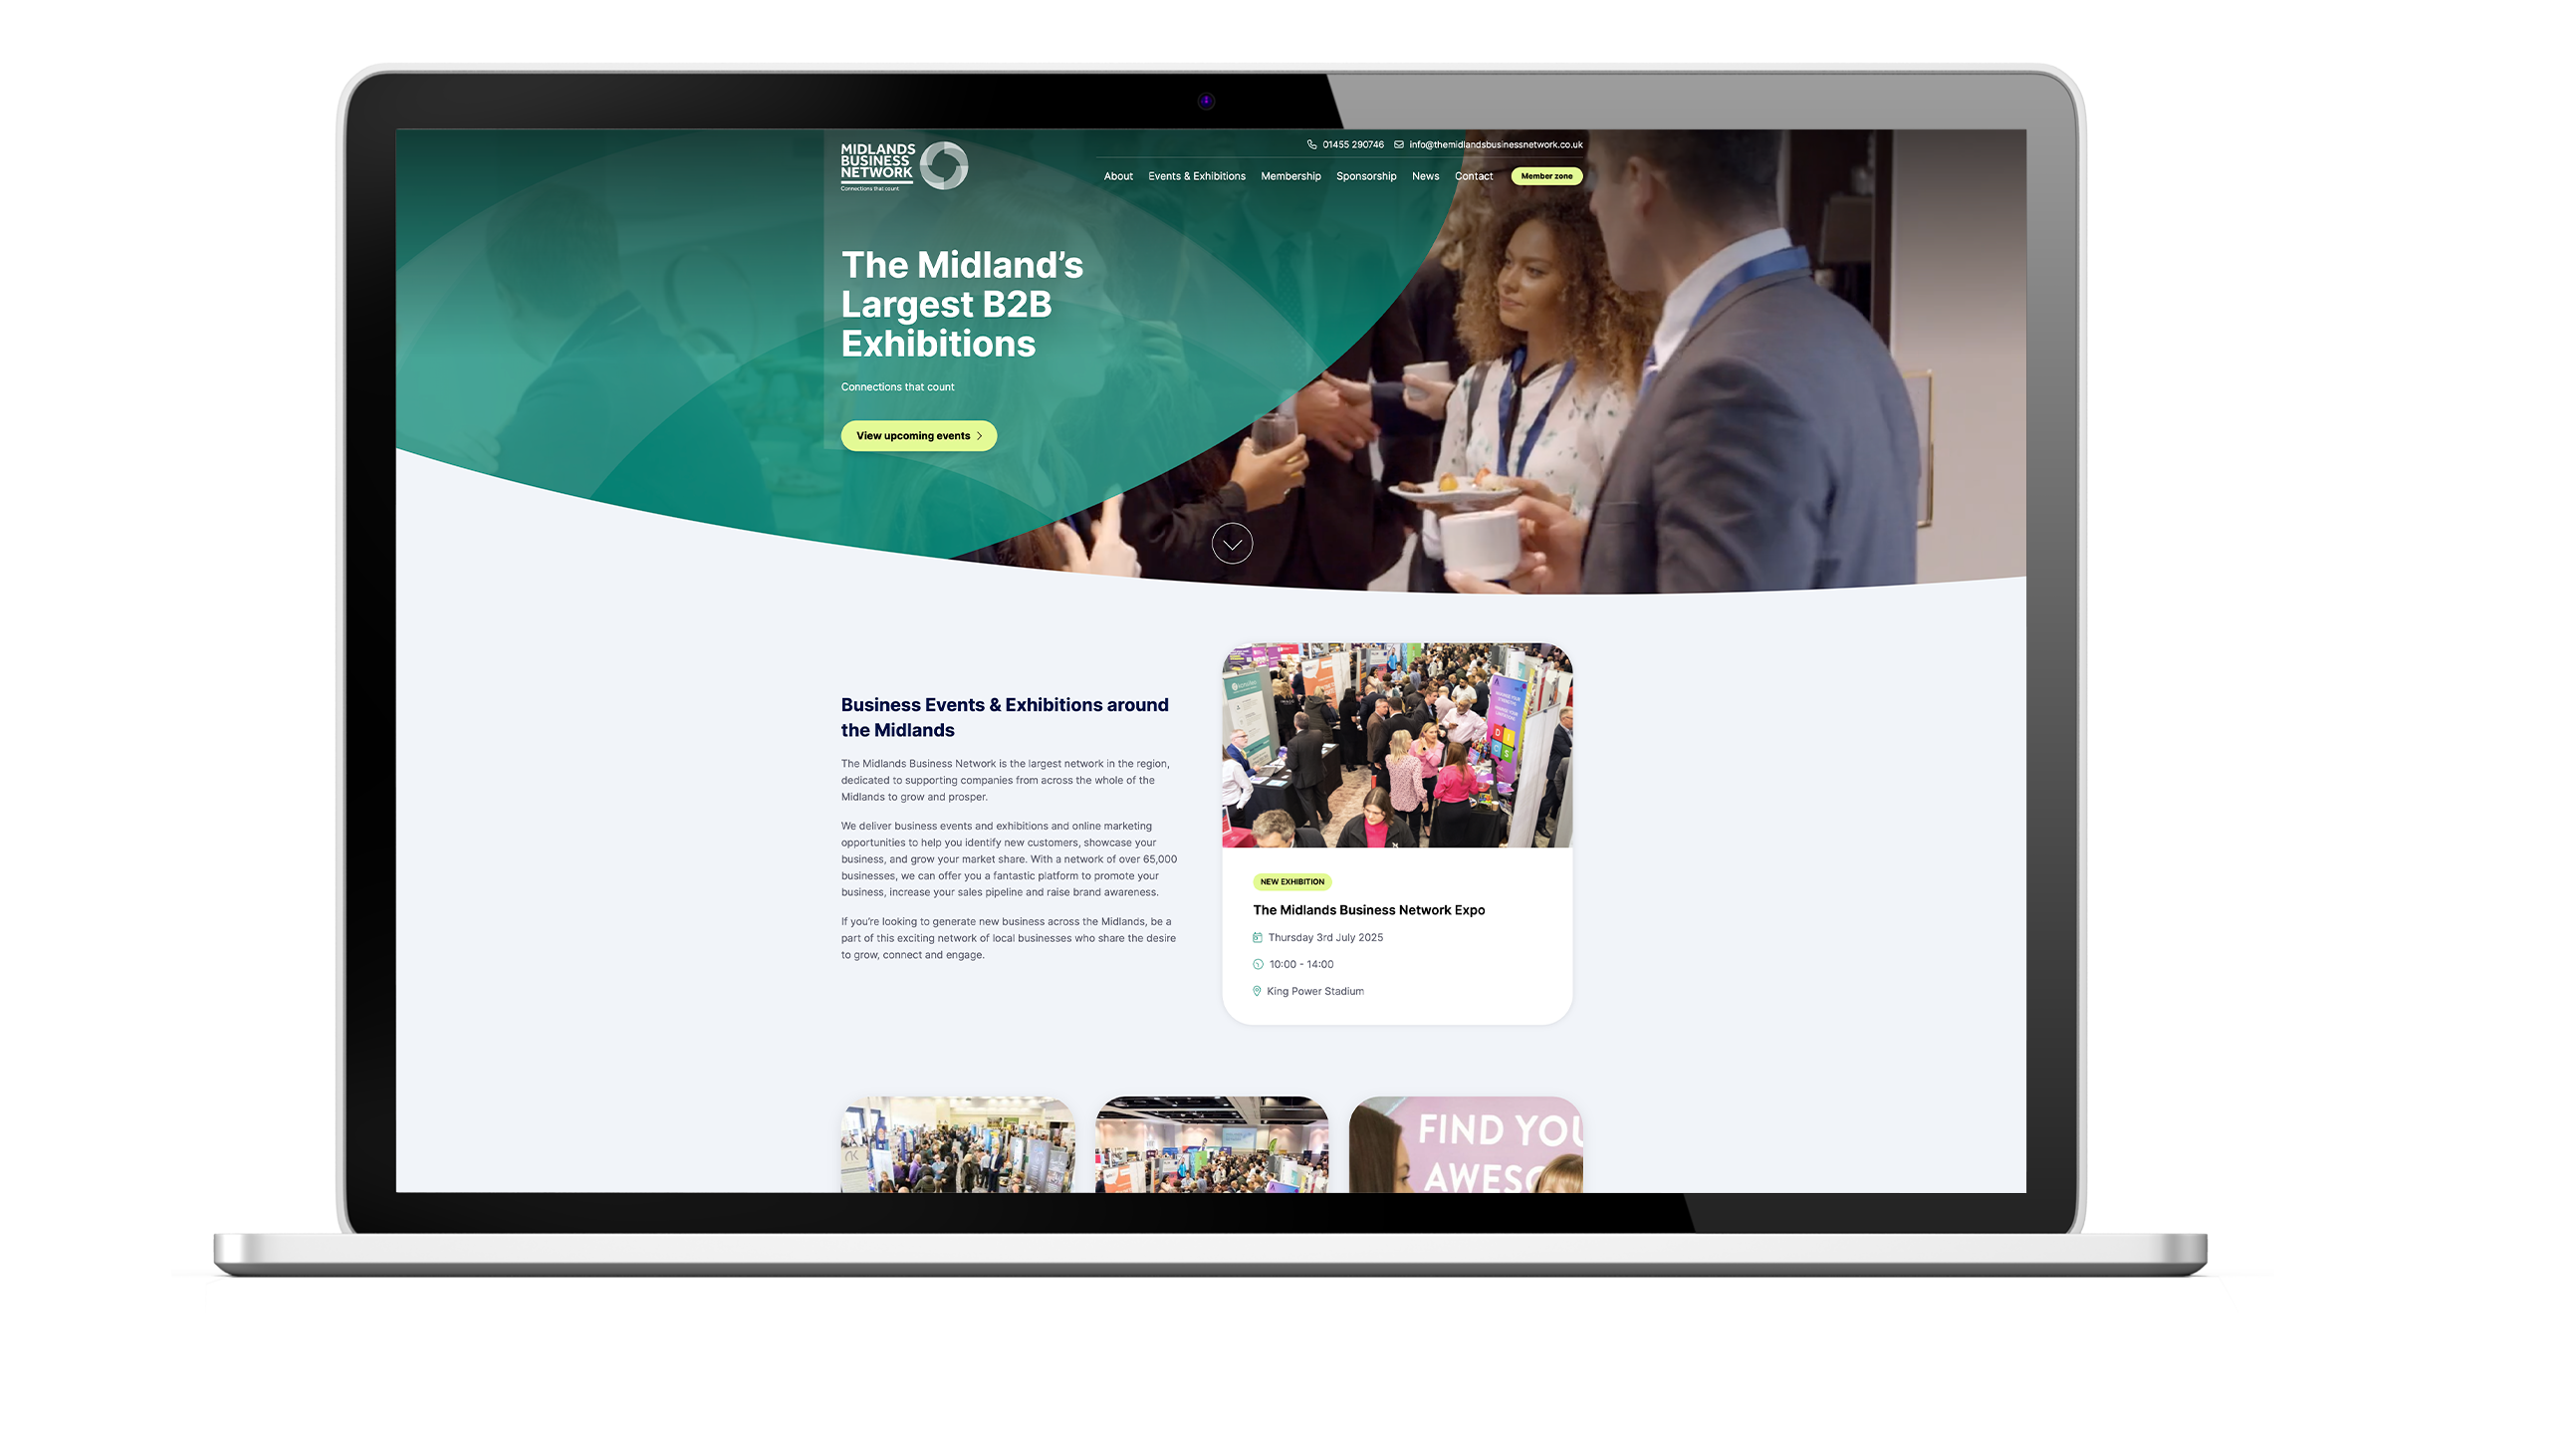 MIDLANDS
BUSINESS
NETWORK
Connections that count
01455 290746 info@themidlandsbusinessnetwork.co.uk
About Events & Exhibitions Membership Sponsorship News Contact Member zone
The Midland’s
Largest B2B
Exhibitions
Connections that count
View upcoming events
Business Events & Exhibitions around
the Midlands
The Midlands Business Network is the largest network in the region,
dedicated to supporting companies from across the whole of the
Midlands to grow and prosper.
We deliver business events and exhibitions and online marketing
opportunities to help you identify new customers, showcase your
business, and grow your market share. With a network of over 65,000
businesses, we can offer you a fantastic platform to promote your
business, increase your sales pipeline and raise brand awareness.
If you’re looking to generate new business across the Midlands, be a
part of this exciting network of local businesses who share the desire
to grow, connect and engage.
D I
C S
NEW EXHIBITION
The Midlands Business Network Expo
Thursday 3rd July 2025
10:00 - 14:00
King Power Stadium
FIND YOU
AWESO